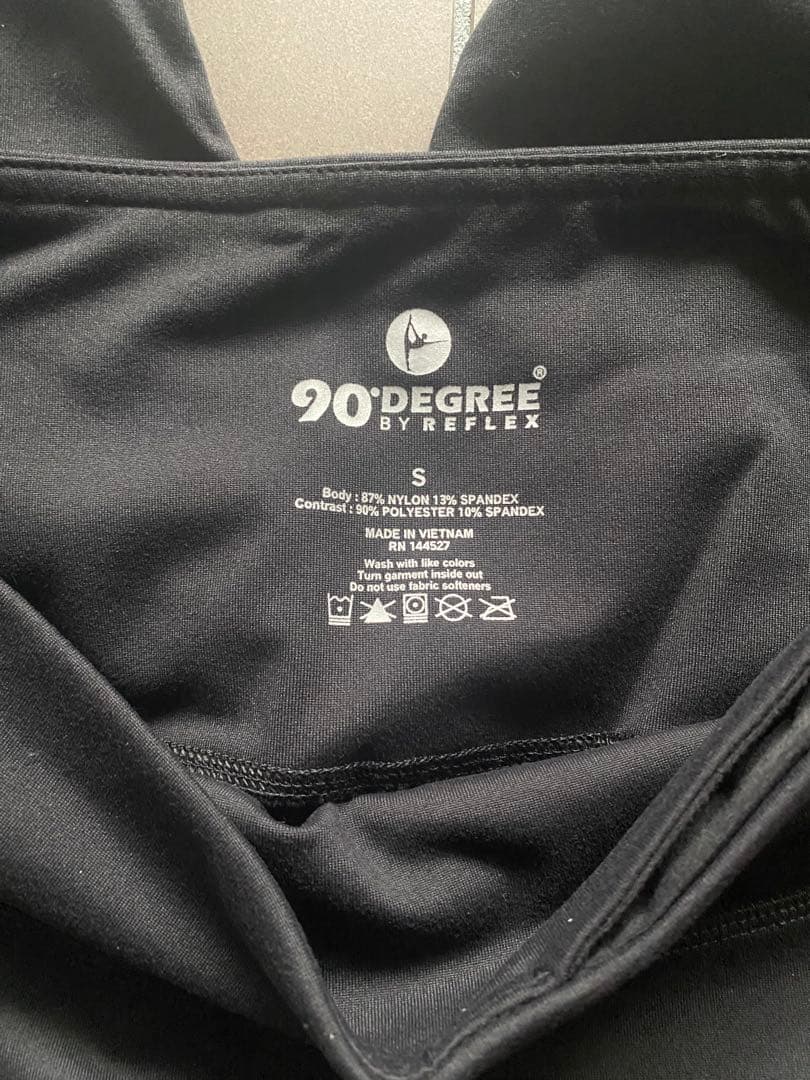 90°DEGREE®
BY REFLEX
S
Body : 87% NYLON 13% SPANDEX
Contrast : 90% POLYESTER 10% SPANDEX
MADE IN VIETNAM
RN 144527
Wash with like colors
Turn garment inside out
Do not use fabric softeners